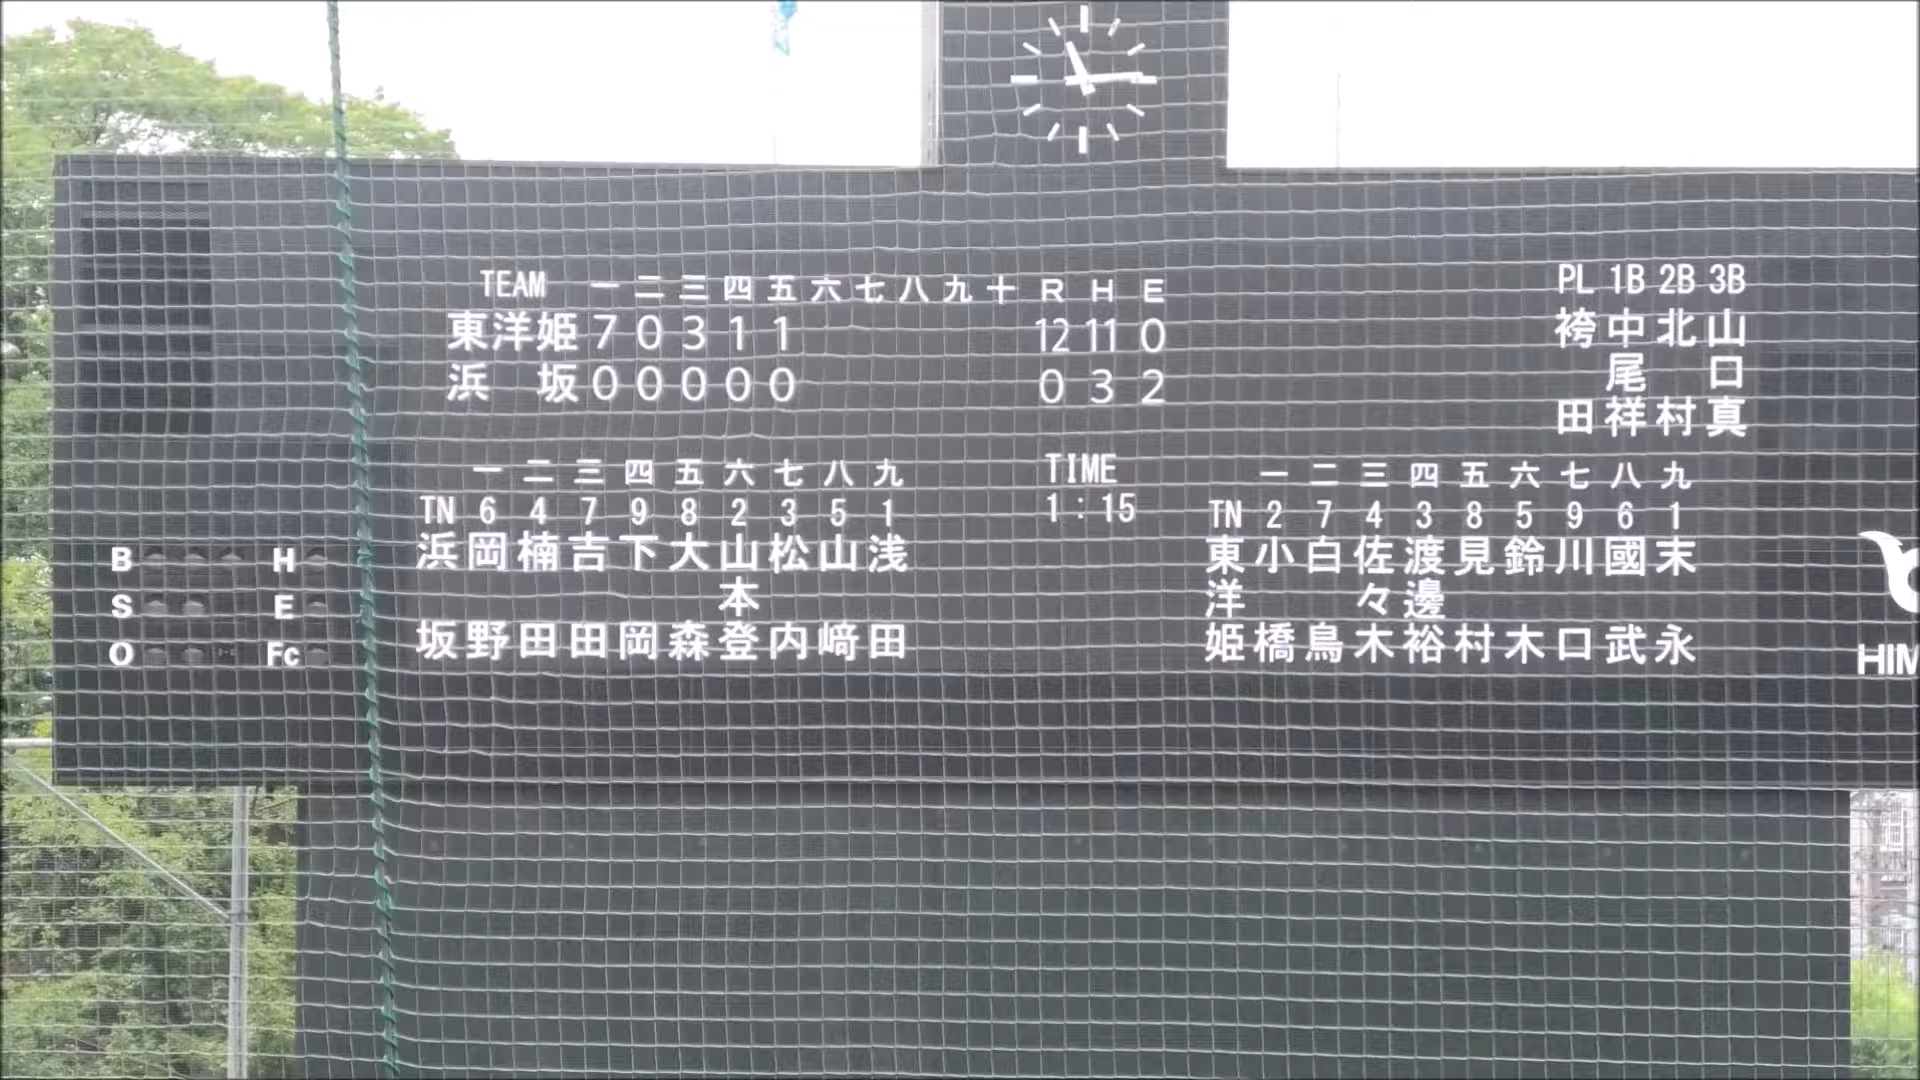 TEAM 一 二 三 四 五 六 七 八 九 十 R H E
東洋姫 7 0 3 1 1 12 11 0
浜 坂 0 0 0 0 0 0 3 2
PL 1B 2B 3B
袴 中 北 山
尾 口
田 祥 村 真
一 二 三 四 五 六 七 八 九
TN 6 4 7 9 8 2 3 5 1
浜 岡 楠 吉 下 大 山 松 山 浅
本
坂 野 田 田 岡 森 登 内 﨑 田
TIME
1:15
一 二 三 四 五 六 七 八 九
TN 2 7 4 3 8 5 9 6 1
東 小 白 佐 渡 見 鈴 川 國 末
洋 々 邊
姫 橋 鳥 木 裕 村 木 口 武 永
B H
S E
O Fc
HIM